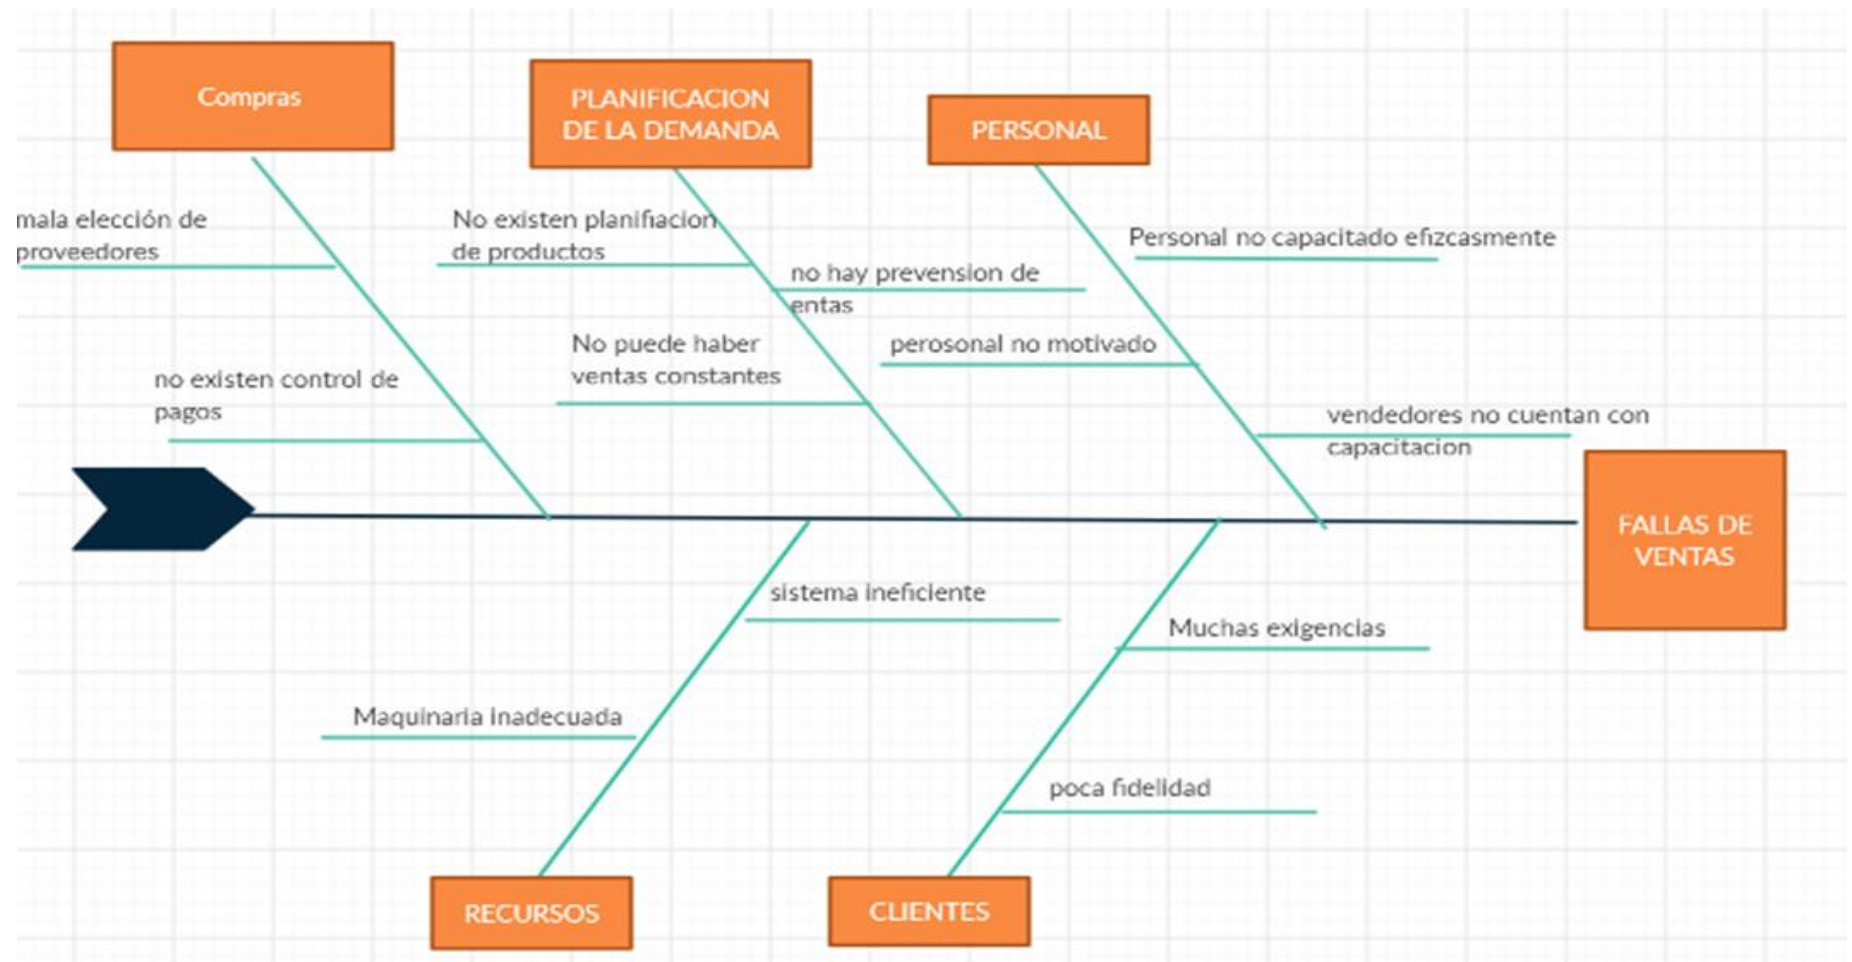 Compras
PLANIFICACION
DE LA DEMANDA
PERSONAL
mala elección de
proveedores
No existen planifiacion
de productos
Personal no capacitado efizcasmente
no hay prevension de
entas
No puede haber
ventas constantes
perosonal no motivado
no existen control de
pagos
vendedores no cuentan con
capacitacion
FALLAS DE
VENTAS
sistema ineficiente
Muchas exigencias
Maquinaria inadecuada
poca fidelidad
RECURSOS
CLIENTES